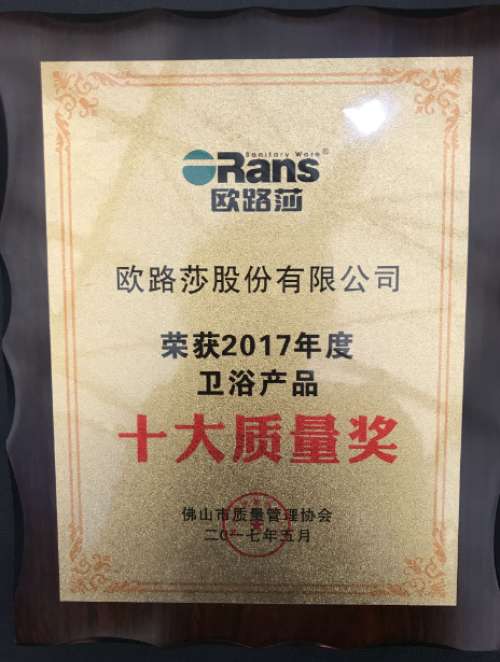 Sanitary Ware
ORans®
欧路莎
欧路莎股份有限公司
荣获2017年度
卫浴产品
十大质量奖
佛山市质量管理协会
二〇一七年五月